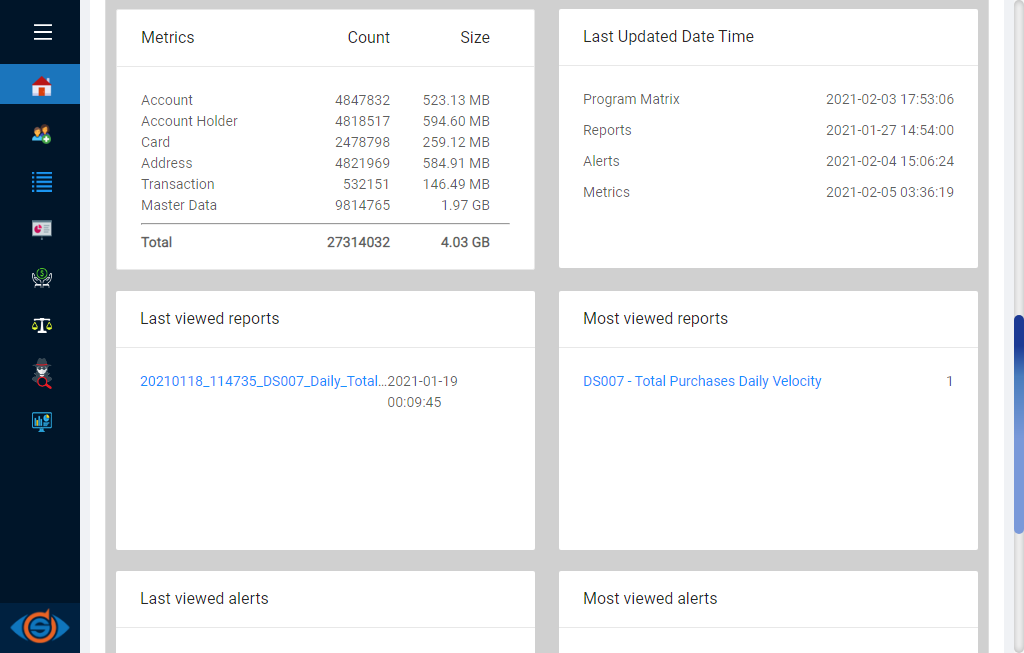 Metrics Count Size
Account 4847832 523.13 MB
Account Holder 4818517 594.60 MB
Card 2478798 259.12 MB
Address 4821969 584.91 MB
Transaction 532151 146.49 MB
Master Data 9814765 1.97 GB
Total 27314032 4.03 GB
Last Updated Date Time
Program Matrix 2021-02-03 17:53:06
Reports 2021-01-27 14:54:00
Alerts 2021-02-04 15:06:24
Metrics 2021-02-05 03:36:19
Last viewed reports
20210118_114735_DS007_Daily_Total... 2021-01-19
00:09:45
Most viewed reports
DS007 - Total Purchases Daily Velocity 1
Last viewed alerts
Most viewed alerts